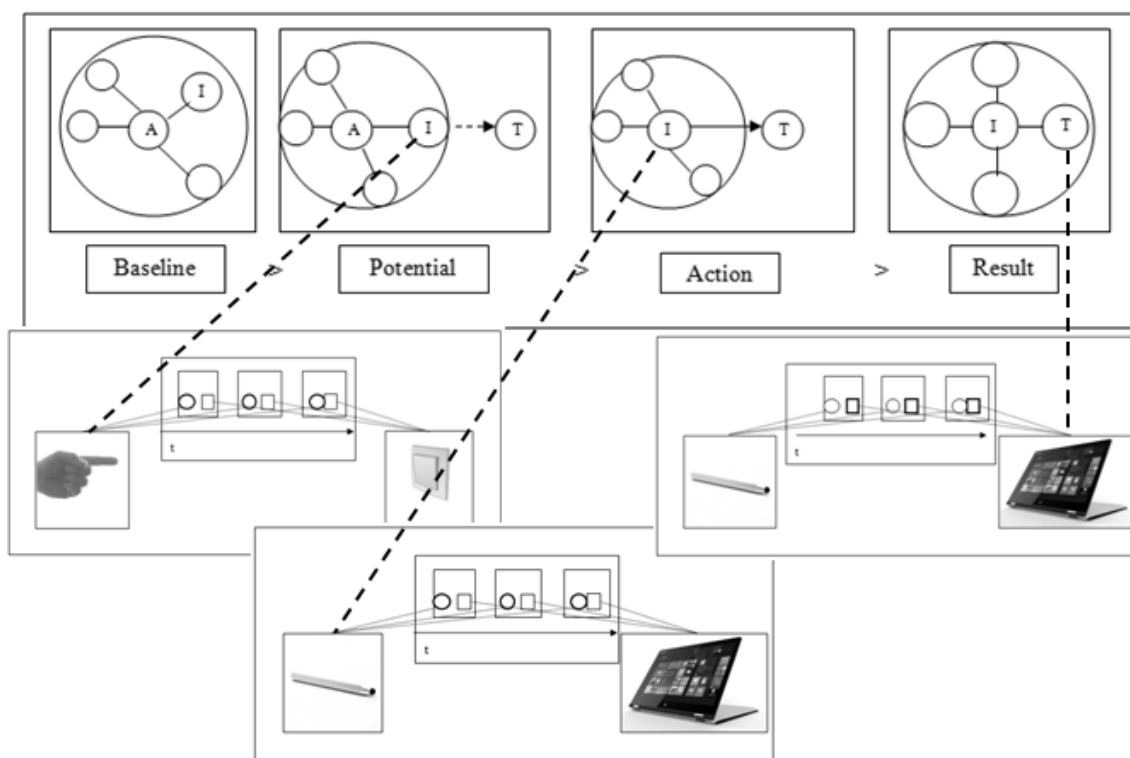 A I
A I T
I T
I T
Baseline > Potential > Action > Result
t
t
t